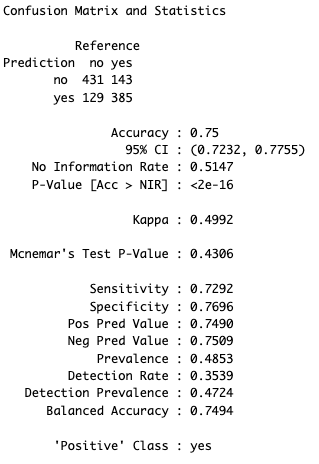 Confusion Matrix and Statistics
Reference
Prediction no yes
no 431 143
yes 129 385
Accuracy : 0.75
95% CI : (0.7232, 0.7755)
No Information Rate : 0.5147
P-Value [Acc > NIR] : <2e-16
Kappa : 0.4992
Mcnemar's Test P-Value : 0.4306
Sensitivity : 0.7292
Specificity : 0.7696
Pos Pred Value : 0.7490
Neg Pred Value : 0.7509
Prevalence : 0.4853
Detection Rate : 0.3539
Detection Prevalence : 0.4724
Balanced Accuracy : 0.7494
'Positive' Class : yes